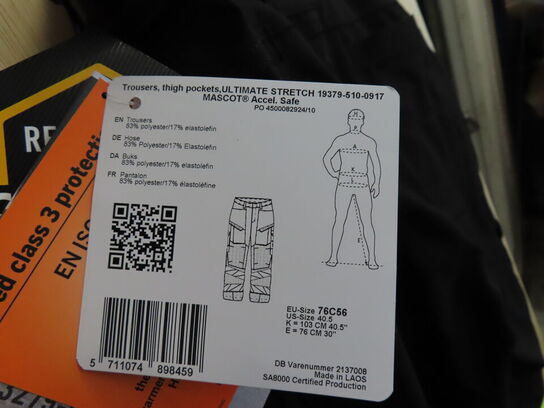 Trousers, thigh pockets,ULTIMATE STRETCH 19379-510-0917
MASCOT® Accel. Safe
PO 4500082924/10
EN Trousers
83% polyester/17% elastolefin
DE Hose
83% Polyester/17% Elastolefin
DA Buks
83% polyester/17% elastolefin
FR Pantalon
83% polyester/17% élastoléfine
H
A
K
E
EU-Size 76C56
US-Size 40.5
K = 103 CM 40.5"
E = 76 CM 30"
5 711074 898459
DB Varenummer 2137008
Made in LAOS
SA8000 Certified Production
RE
ed class 3 protecti
EN ISO